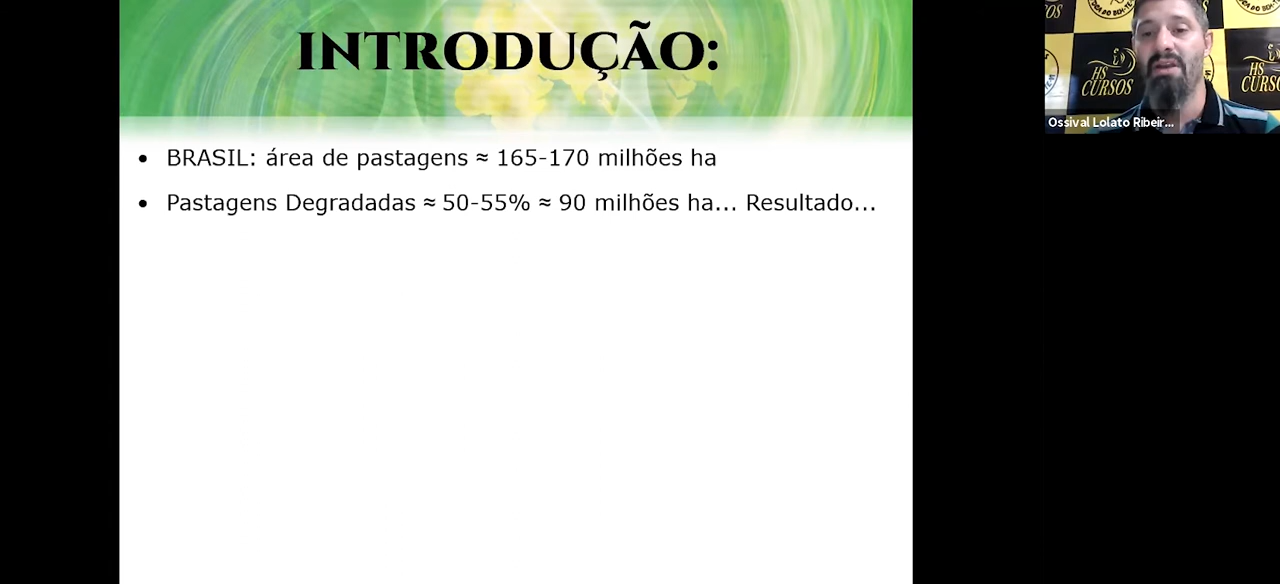 INTRODUÇÃO:
• BRASIL: área de pastagens ≈ 165-170 milhões ha
• Pastagens Degradadas ≈ 50-55% ≈ 90 milhões ha... Resultado...
HS
CURSOS
HS
Ossival Lolato Ribeir...